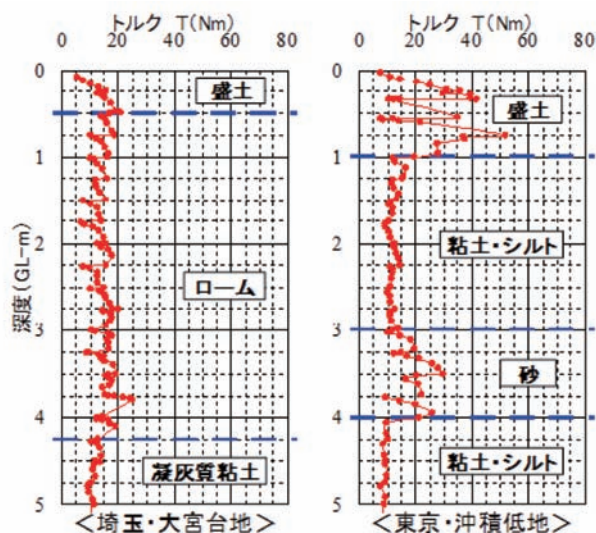 トルク T(Nm)
0 20 40 60 80
0
1
2
3
4
5
深度(GL-m)
盛土
ローム
凝灰質粘土
<埼玉・大宮台地>
トルク T(Nm)
0 20 40 60 80
0
1
2
3
4
5
盛土
粘土・シルト
砂
粘土・シルト
<東京・沖積低地>